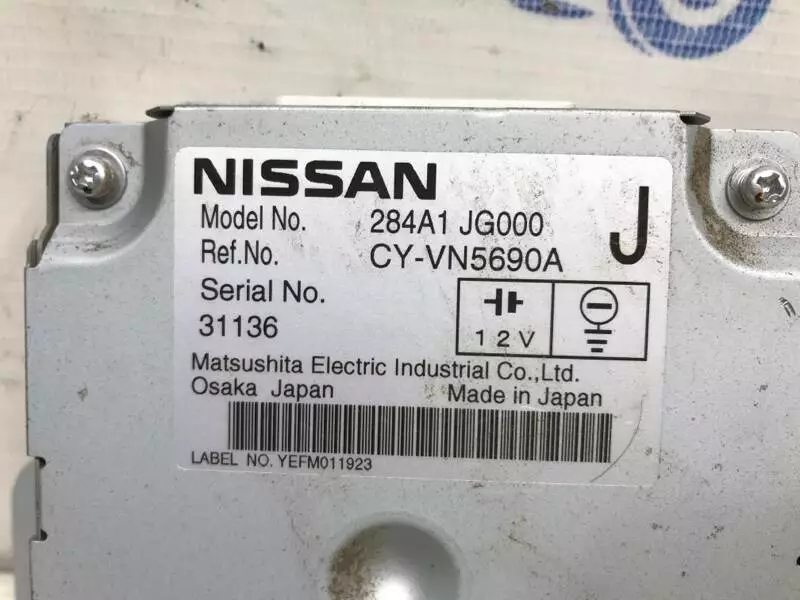 NISSAN
J
Model No. 284A1 JG000
Ref.No. CY-VN5690A
Serial No.
31136
12V
Matsushita Electric Industrial Co.,Ltd.
Osaka Japan Made in Japan
LABEL NO. YEFM011923